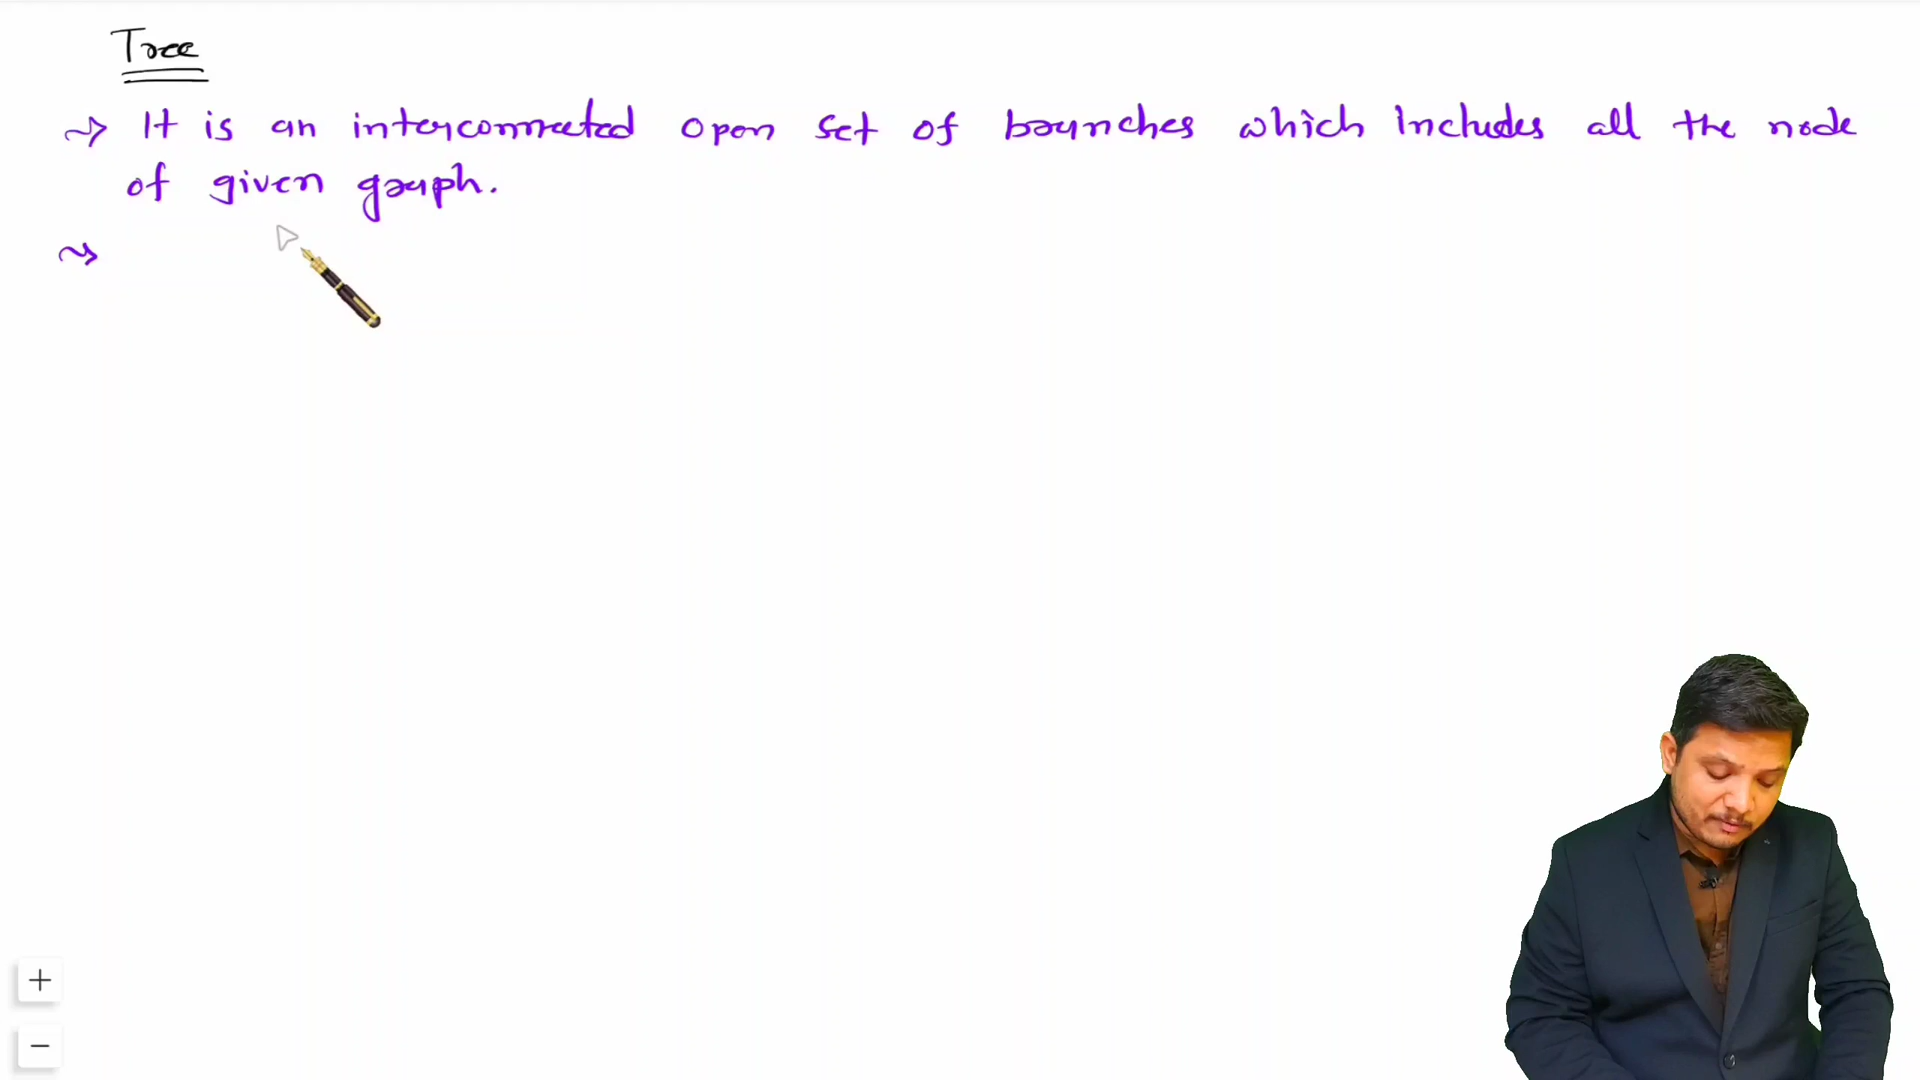 Tree
→ It is an interconnected open set of branches which includes all the node
of given graph.